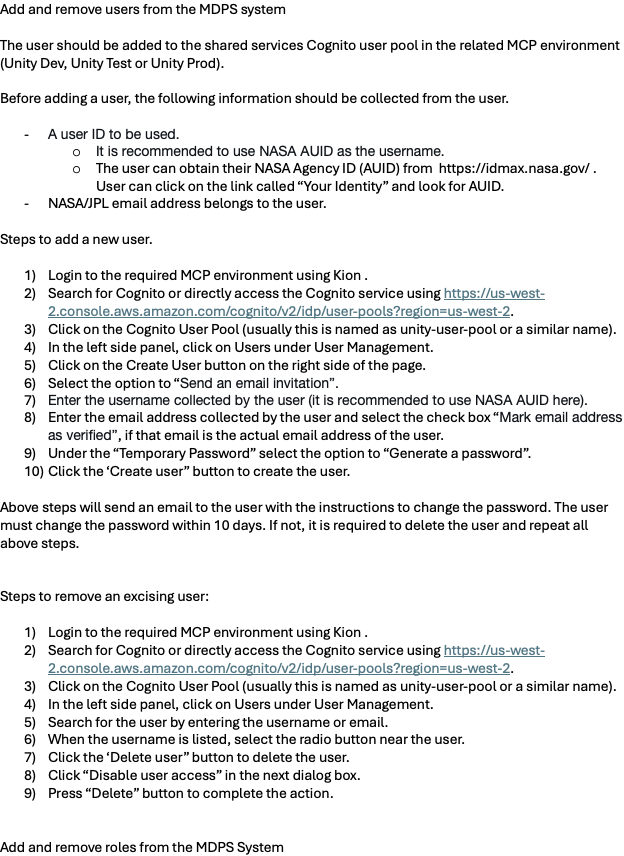 Add and remove users from the MDPS system
The user should be added to the shared services Cognito user pool in the related MCP environment
(Unity Dev, Unity Test or Unity Prod).
Before adding a user, the following information should be collected from the user.
- A user ID to be used.
o It is recommended to use NASA AUID as the username.
o The user can obtain their NASA Agency ID (AUID) from https://idmax.nasa.gov/ .
User can click on the link called “Your Identity” and look for AUID.
- NASA/JPL email address belongs to the user.
Steps to add a new user.
1) Login to the required MCP environment using Kion .
2) Search for Cognito or directly access the Cognito service using https://us-west-
2.console.aws.amazon.com/cognito/v2/idp/user-pools?region=us-west-2.
3) Click on the Cognito User Pool (usually this is named as unity-user-pool or a similar name).
4) In the left side panel, click on Users under User Management.
5) Click on the Create User button on the right side of the page.
6) Select the option to “Send an email invitation”.
7) Enter the username collected by the user (it is recommended to use NASA AUID here).
8) Enter the email address collected by the user and select the check box “Mark email address
as verified”, if that email is the actual email address of the user.
9) Under the “Temporary Password” select the option to “Generate a password”.
10) Click the ‘Create user” button to create the user.
Above steps will send an email to the user with the instructions to change the password. The user
must change the password within 10 days. If not, it is required to delete the user and repeat all
above steps.
Steps to remove an excising user:
1) Login to the required MCP environment using Kion .
2) Search for Cognito or directly access the Cognito service using https://us-west-
2.console.aws.amazon.com/cognito/v2/idp/user-pools?region=us-west-2.
3) Click on the Cognito User Pool (usually this is named as unity-user-pool or a similar name).
4) In the left side panel, click on Users under User Management.
5) Search for the user by entering the username or email.
6) When the username is listed, select the radio button near the user.
7) Click the ‘Delete user” button to delete the user.
8) Click “Disable user access” in the next dialog box.
9) Press “Delete” button to complete the action.
Add and remove roles from the MDPS System